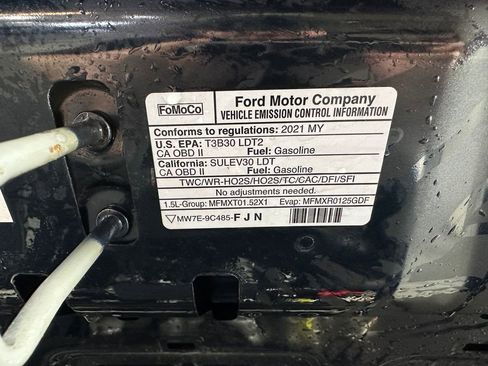 FoMoCo
Ford Motor Company
VEHICLE EMISSION CONTROL INFORMATION
Conforms to regulations: 2021 MY
U.S. EPA: T3B30 LDT2
CA OBD II Fuel: Gasoline
California: SULEV30 LDT
CA OBD II Fuel: Gasoline
TWC/WR-HO2S/HO2S/TC/CAC/DFI/SFI
No adjustments needed.
1.5L-Group: MFMXT01.52X1 Evap: MFMXR0125GDF
MW7E-9C485-FJN